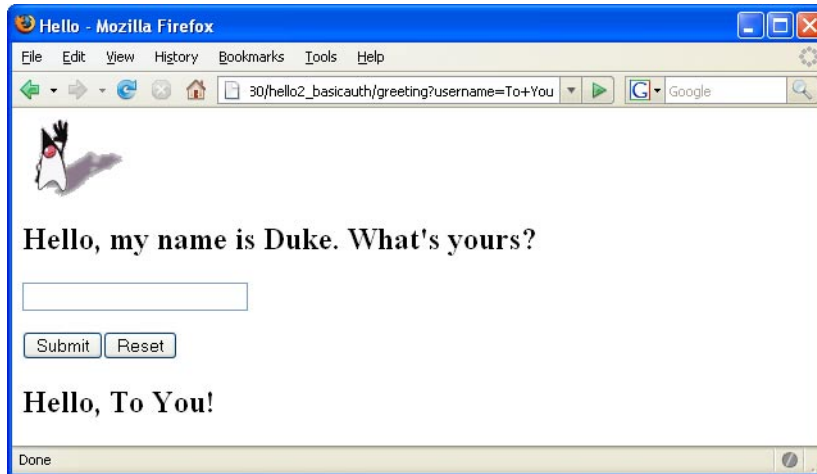 Hello - Mozilla Firefox
File Edit View History Bookmarks Tools Help
30/hello2_basicauth/greeting?username=To+You G Google
Hello, my name is Duke. What's yours?
Submit Reset
Hello, To You!
Done